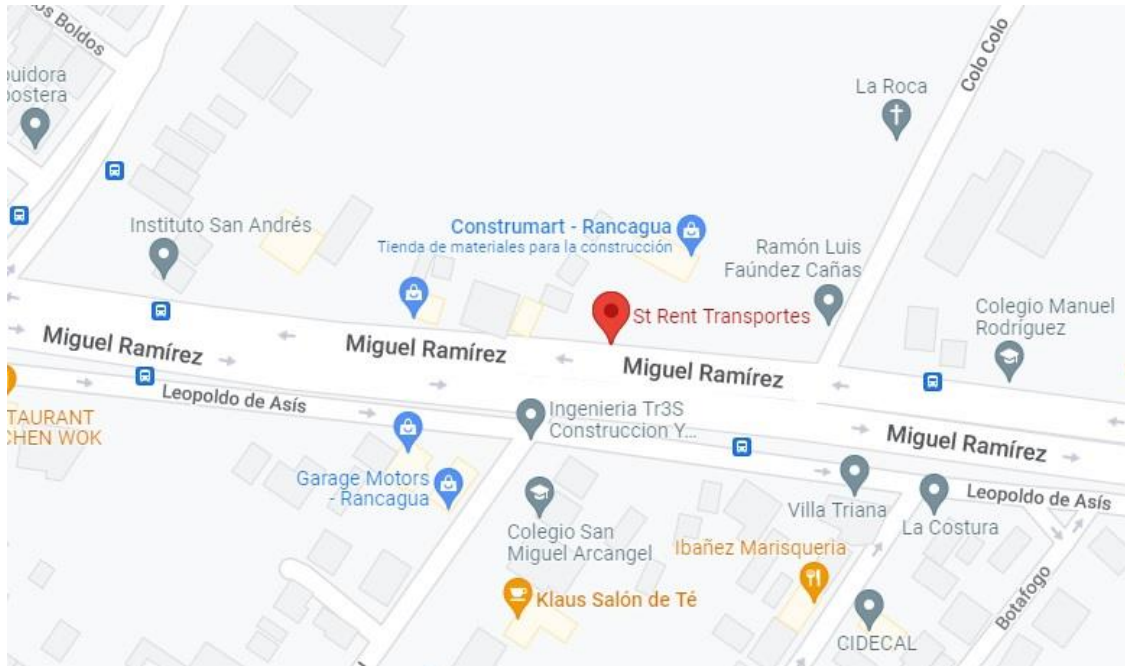 os Boldos
Colo Colo
La Roca
Instituto San Andrés
Construmart - Rancagua
Tienda de materiales para la construcción
Ramón Luis
Faúndez Cañas
St Rent Transportes
Colegio Manuel
Rodríguez
Miguel Ramírez
Miguel Ramírez
Miguel Ramírez
Miguel Ramírez
Leopoldo de Asís
TAURANT
CHEN WOK
Ingenieria Tr3S
Construccion Y...
Garage Motors
- Rancagua
Colegio San
Miguel Arcangel
Villa Triana
La Costura
Leopoldo de Asís
Ibañez Marisqueria
Klaus Salón de Té
CIDECAL
Botafogo